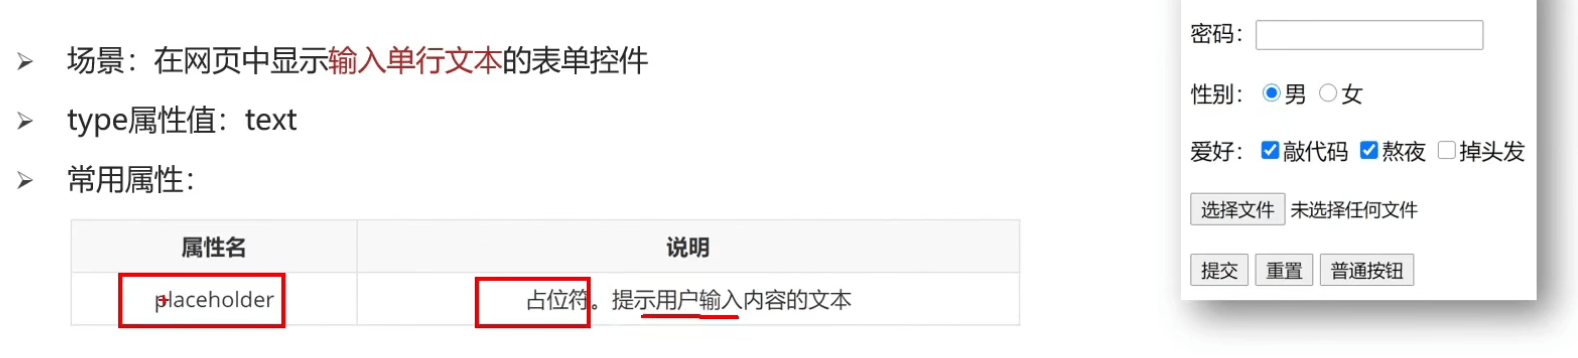 场景：在网页中显示输入单行文本的表单控件
type属性值：text
常用属性：
属性名 说明
placeholder 占位符。提示用户输入内容的文本
密码：
性别： 男 女
爱好： 敲代码 熬夜 掉头发
选择文件 未选择任何文件
提交 重置 普通按钮